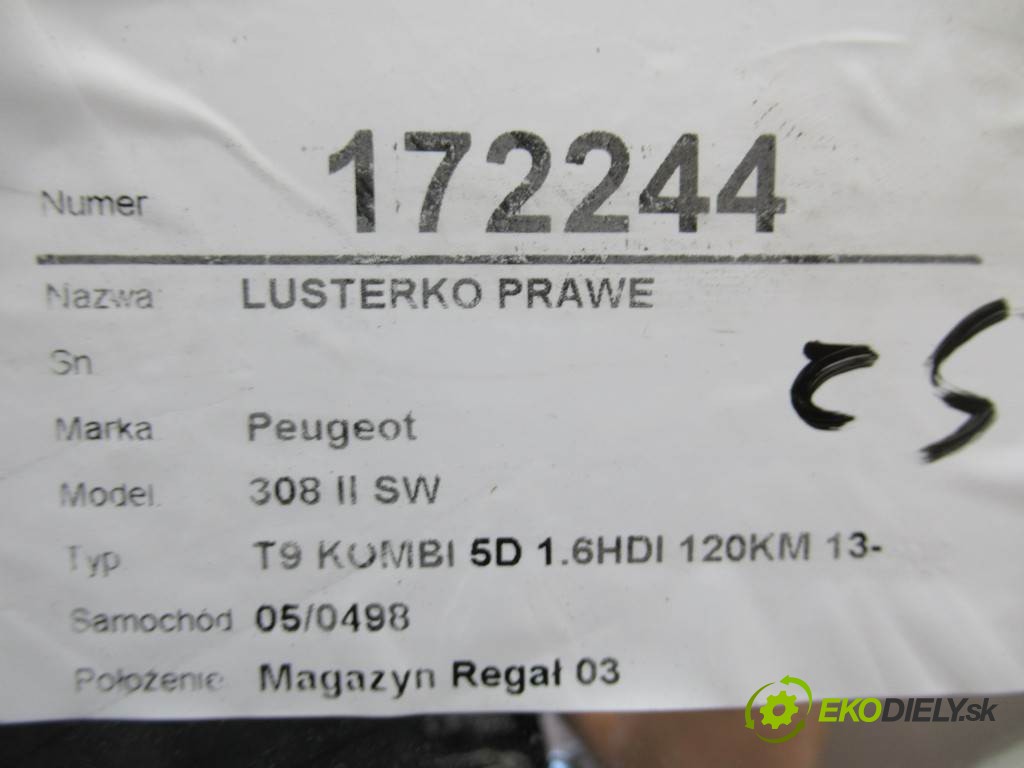 Numer 172244
Nazwa LUSTERKO PRAWE
Sn
Marka Peugeot
Model 308 II SW
Typ T9 KOMBI 5D 1.6HDI 120KM 13-
Samochód 05/0498
Położenie Magazyn Regał 03
EKODIELY.sk